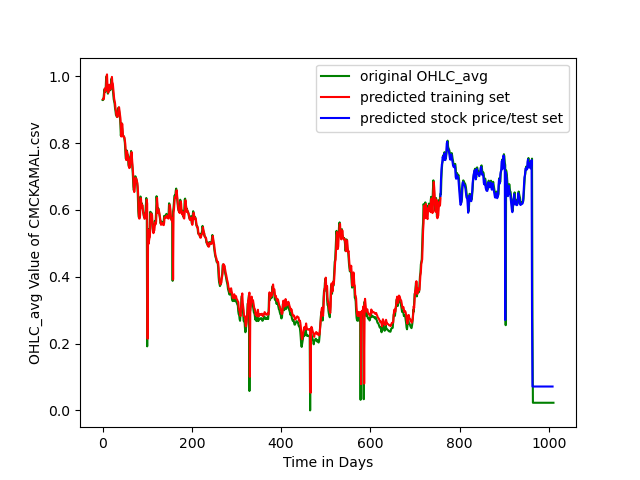 original OHLC_avg
predicted training set
predicted stock price/test set
OHLC_avg Value of CMCKAMAL.csv
1.0
0.8
0.6
0.4
0.2
0.0
0 200 400 600 800 1000
Time in Days